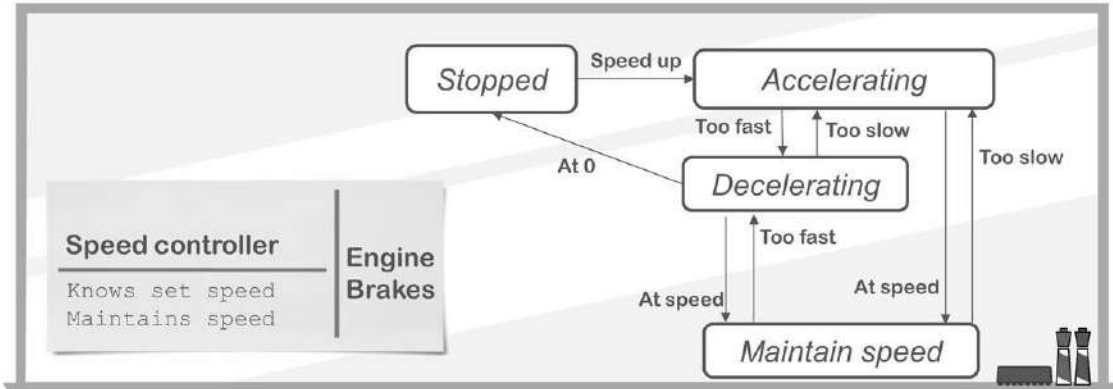 Stopped
Speed up
Accelerating
Too fast
Too slow
Too slow
At 0
Decelerating
Too fast
Speed controller
Knows set speed
Maintains speed
Engine
Brakes
At speed
At speed
Maintain speed